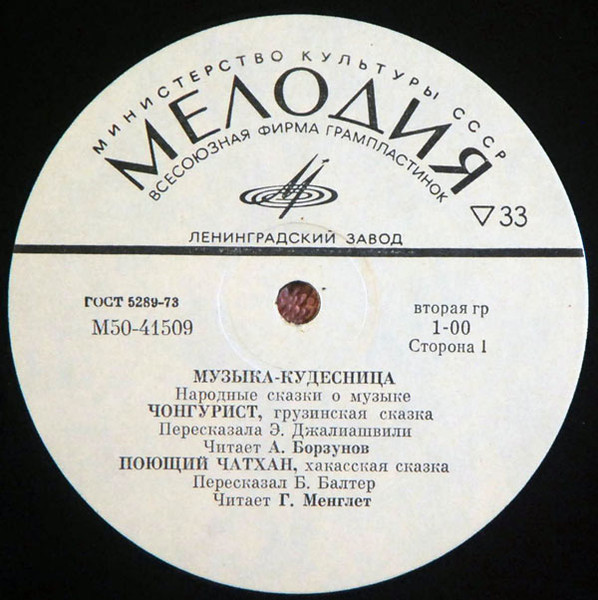 МИНИСТЕРСТВО КУЛЬТУРЫ СССР
МЕЛОДИЯ
ВСЕСОЮЗНАЯ ФИРМА ГРАМПЛАСТИНОК
▽33
ЛЕНИНГРАДСКИЙ ЗАВОД
ГОСТ 5289-73
М50-41509
вторая гр
1-00
Сторона 1
МУЗЫКА-КУДЕСНИЦА
Народные сказки о музыке
ЧОНГУРИСТ, грузинская сказка
Пересказала Э. Джалиашвили
Читает А. Борзунов
ПОЮЩИЙ ЧАТХАН, хакасская сказка
Пересказал Б. Балтер
Читает Г. Менглет